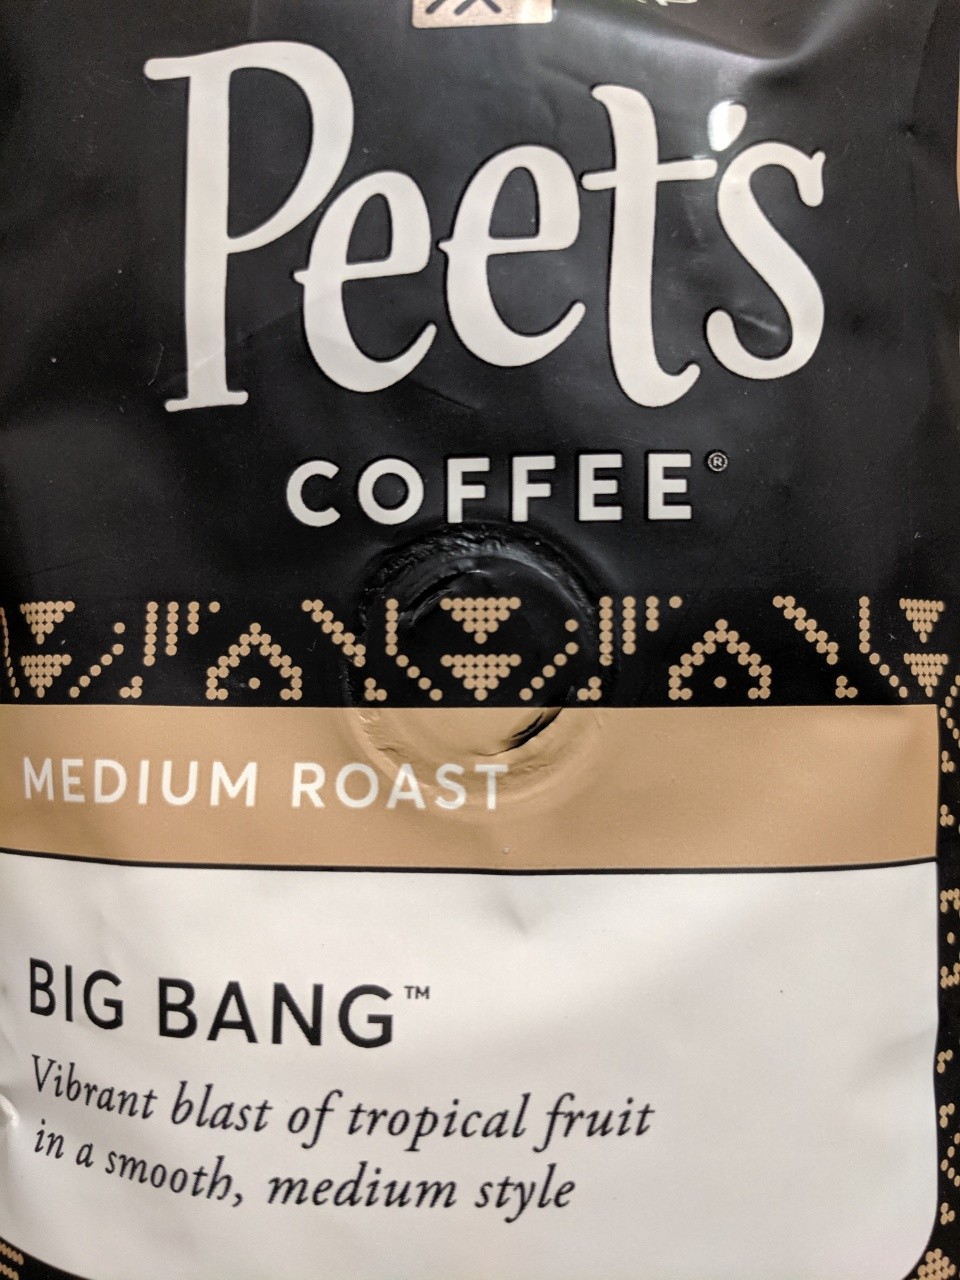 Peet's
COFFEE®
MEDIUM ROAST
BIG BANG™
Vibrant blast of tropical fruit
in a smooth, medium style